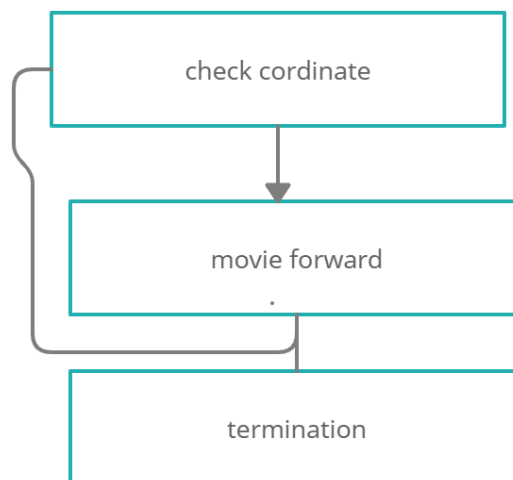 check cordinate
movie forward
.
termination